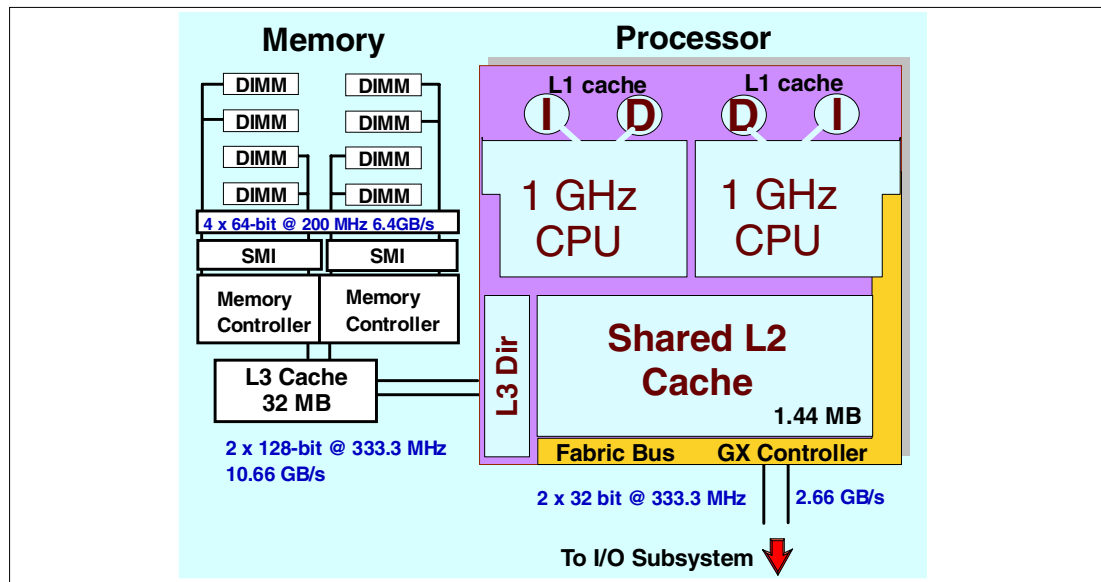 Memory
DIMM
DIMM
DIMM
DIMM
DIMM
DIMM
DIMM
DIMM
4 x 64-bit @ 200 MHz 6.4GB/s
SMI
SMI
Memory
Controller
Memory
Controller
L3 Cache
32 MB
2 x 128-bit @ 333.3 MHz
10.66 GB/s
Processor
L1 cache
L1 cache
I
D
D
I
1 GHz
CPU
1 GHz
CPU
L3 Dir
Shared L2
Cache
1.44 MB
Fabric Bus
GX Controller
2 x 32 bit @ 333.3 MHz
2.66 GB/s
To I/O Subsystem